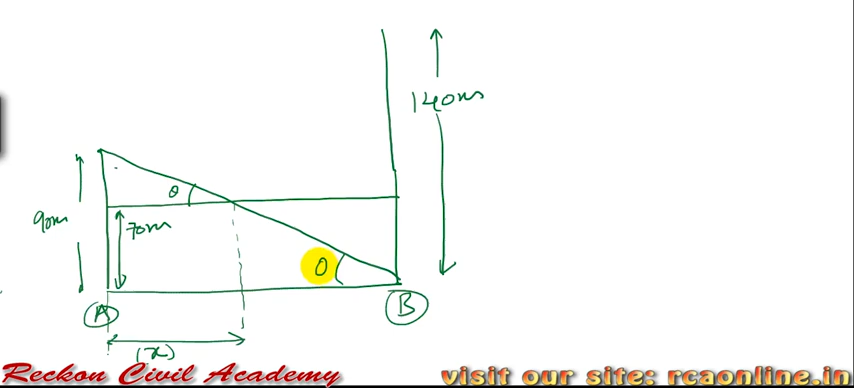 140m
θ
90m
70m
θ
A
B
(x)
Reckon Civil Academy
visit our site: rcaonline.in